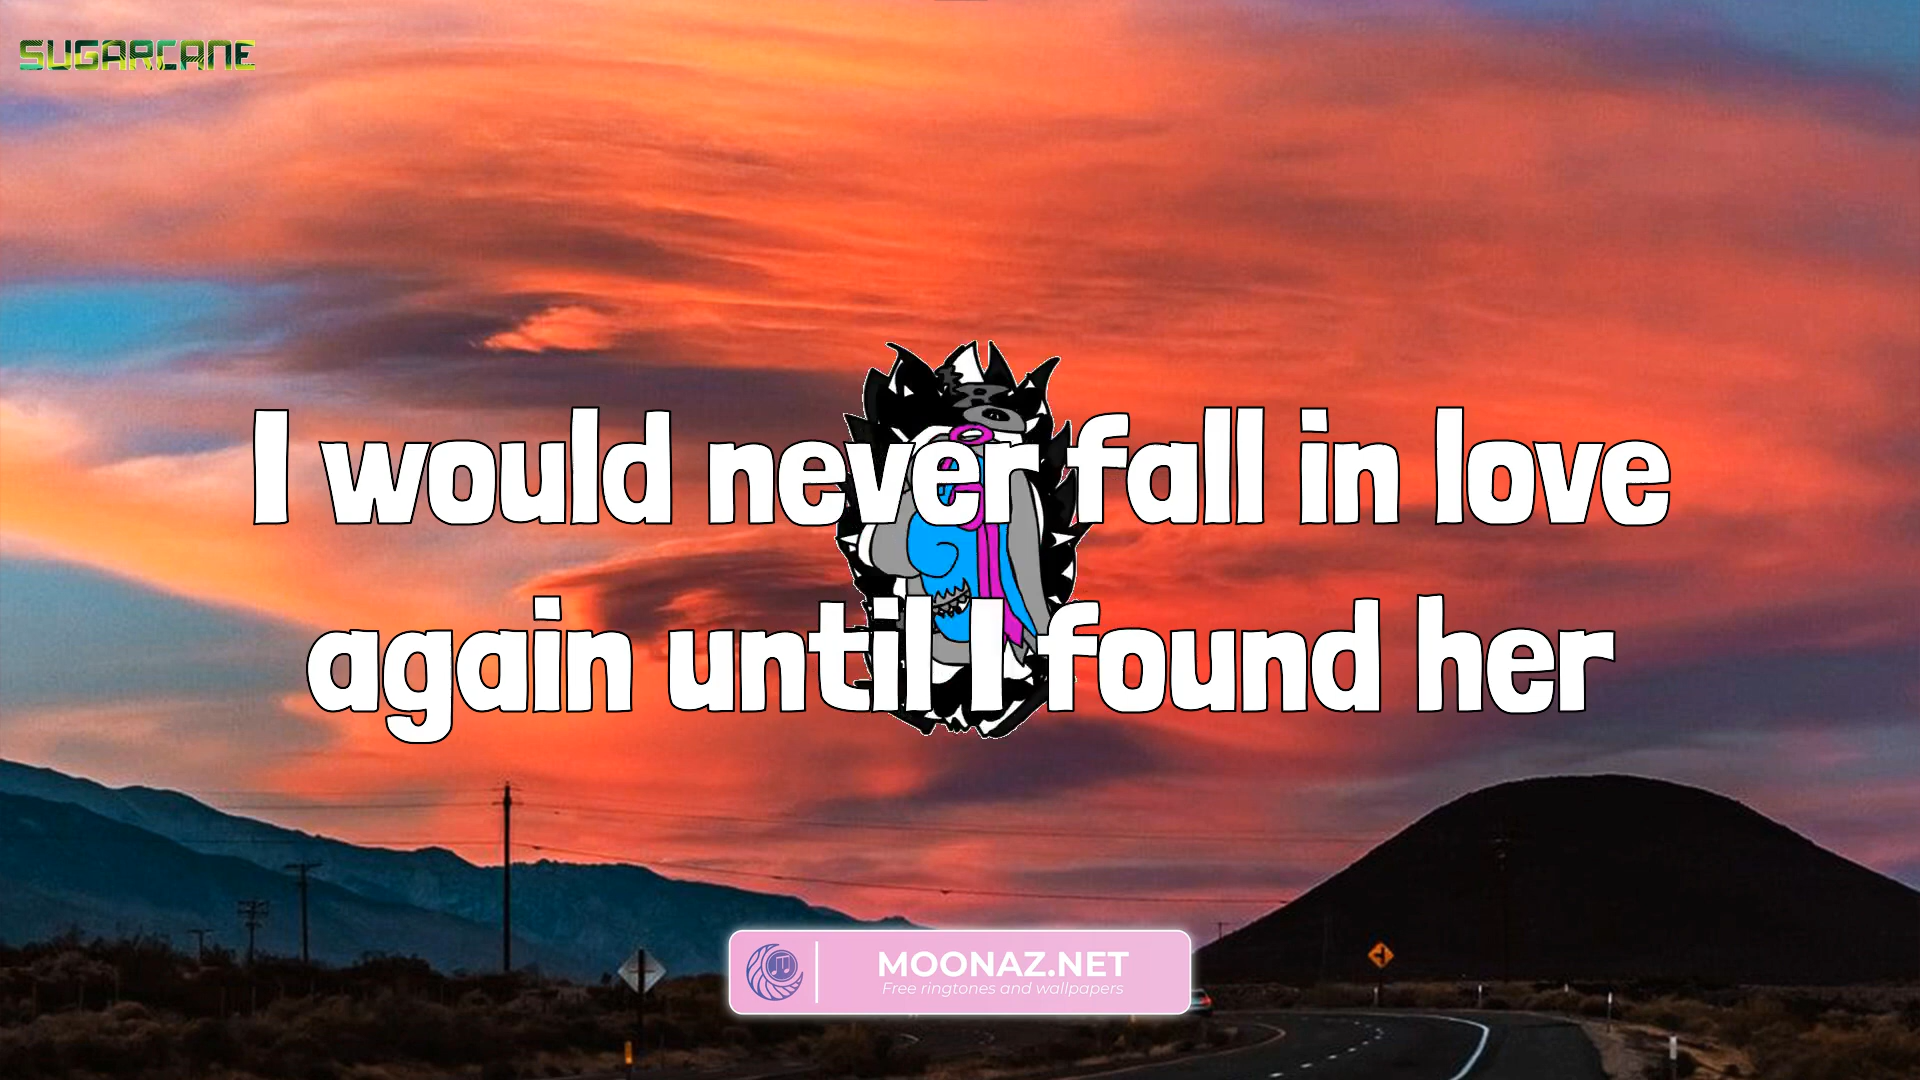 SUGARCANE
I would never fall in love
again until I found her
MOONAZ.NET
Free ringtones and wallpapers